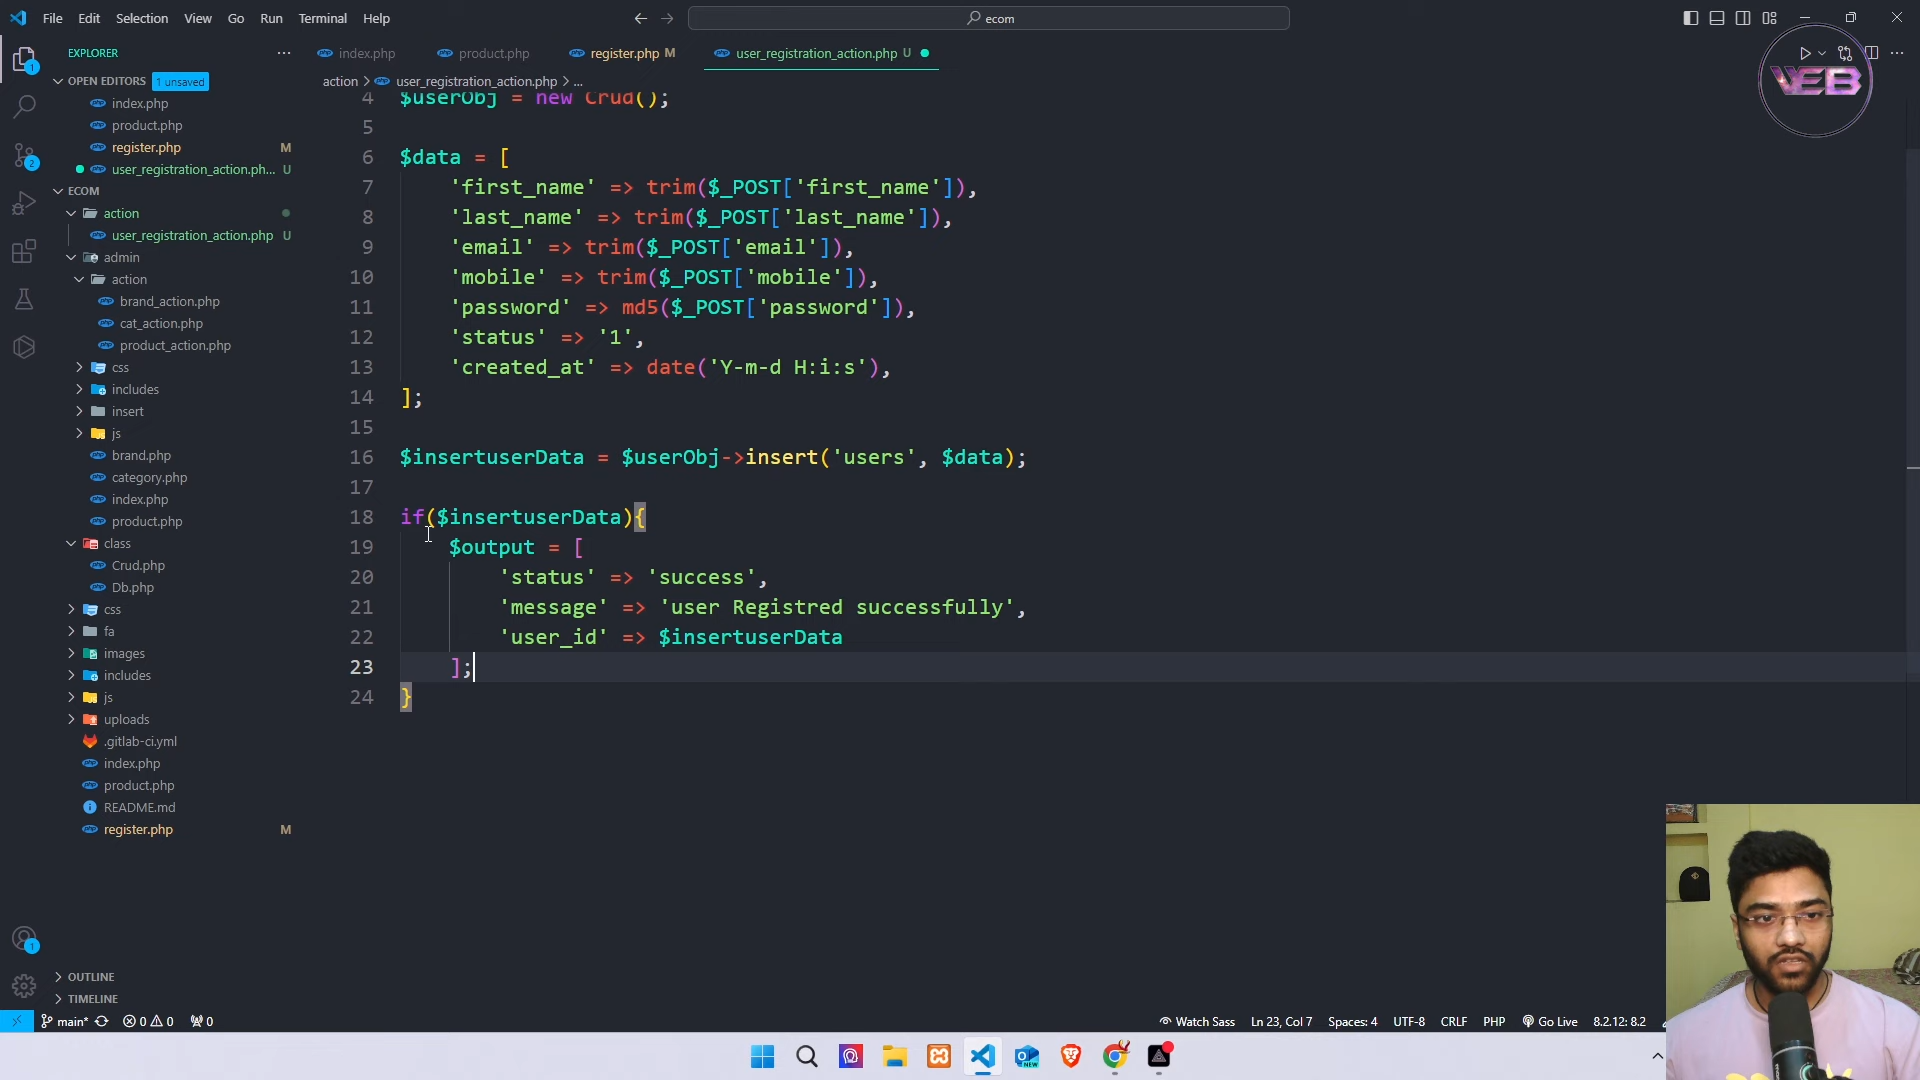 File Edit Selection View Go Run Terminal Help
ecom
EXPLORER
index.php
product.php
register.php M
user_registration_action.php U
VEB
OPEN EDITORS 1 unsaved
action > user_registration_action.php > ...
index.php
product.php
register.php M
user_registration_action.ph... U
ECOM
action
user_registration_action.php U
admin
action
brand_action.php
cat_action.php
product_action.php
css
includes
insert
js
brand.php
category.php
index.php
product.php
class
Crud.php
Db.php
css
fa
images
includes
js
uploads
.gitlab-ci.yml
index.php
product.php
README.md
register.php M
OUTLINE
TIMELINE
4 $userObj = new Crud();
5
6 $data = [
7 'first_name' => trim($_POST['first_name']),
8 'last_name' => trim($_POST['last_name']),
9 'email' => trim($_POST['email']),
10 'mobile' => trim($_POST['mobile']),
11 'password' => md5($_POST['password']),
12 'status' => '1',
13 'created_at' => date('Y-m-d H:i:s'),
14 ];
15
16 $insertuserData = $userObj->insert('users', $data);
17
18 if($insertuserData){
19 $output = [
20 'status' => 'success',
21 'message' => 'user Registred successfully',
22 'user_id' => $insertuserData
23 ];
24 }
main* 0 0 0
Watch Sass Ln 23, Col 7 Spaces: 4 UTF-8 CRLF PHP Go Live 8.2.12: 8.2